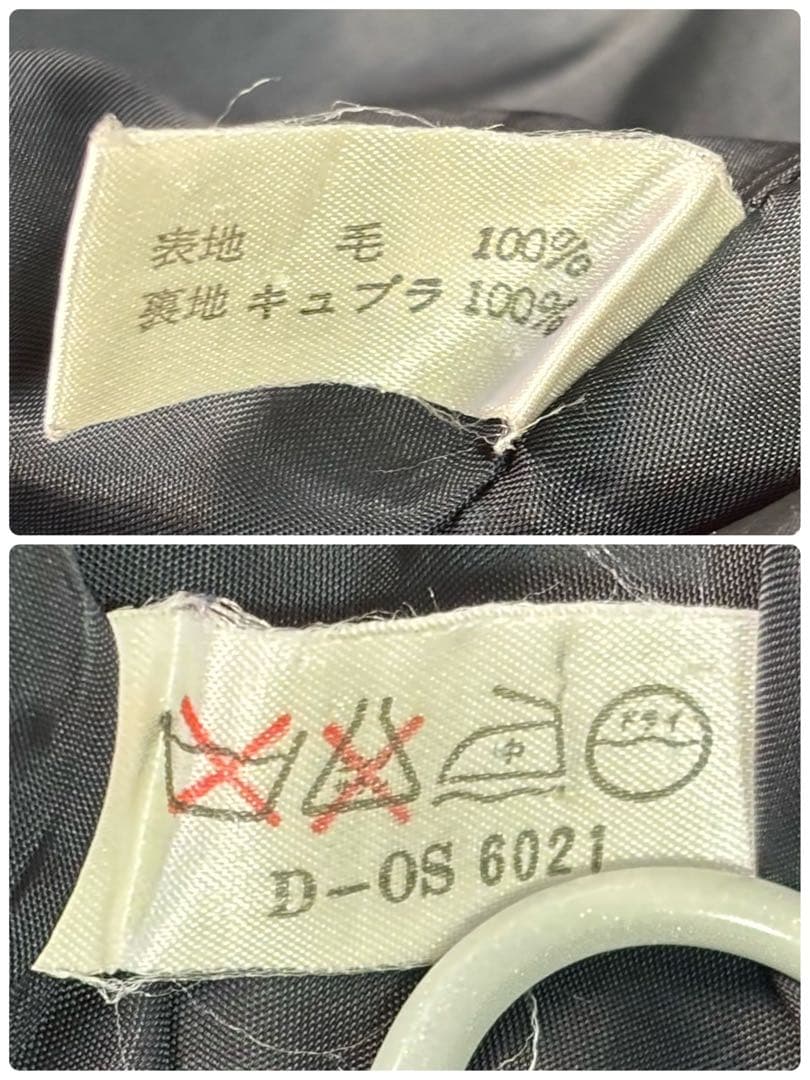 表地 毛 100%
裏地 キュプラ 100%
中 ドライ
D-OS 6021